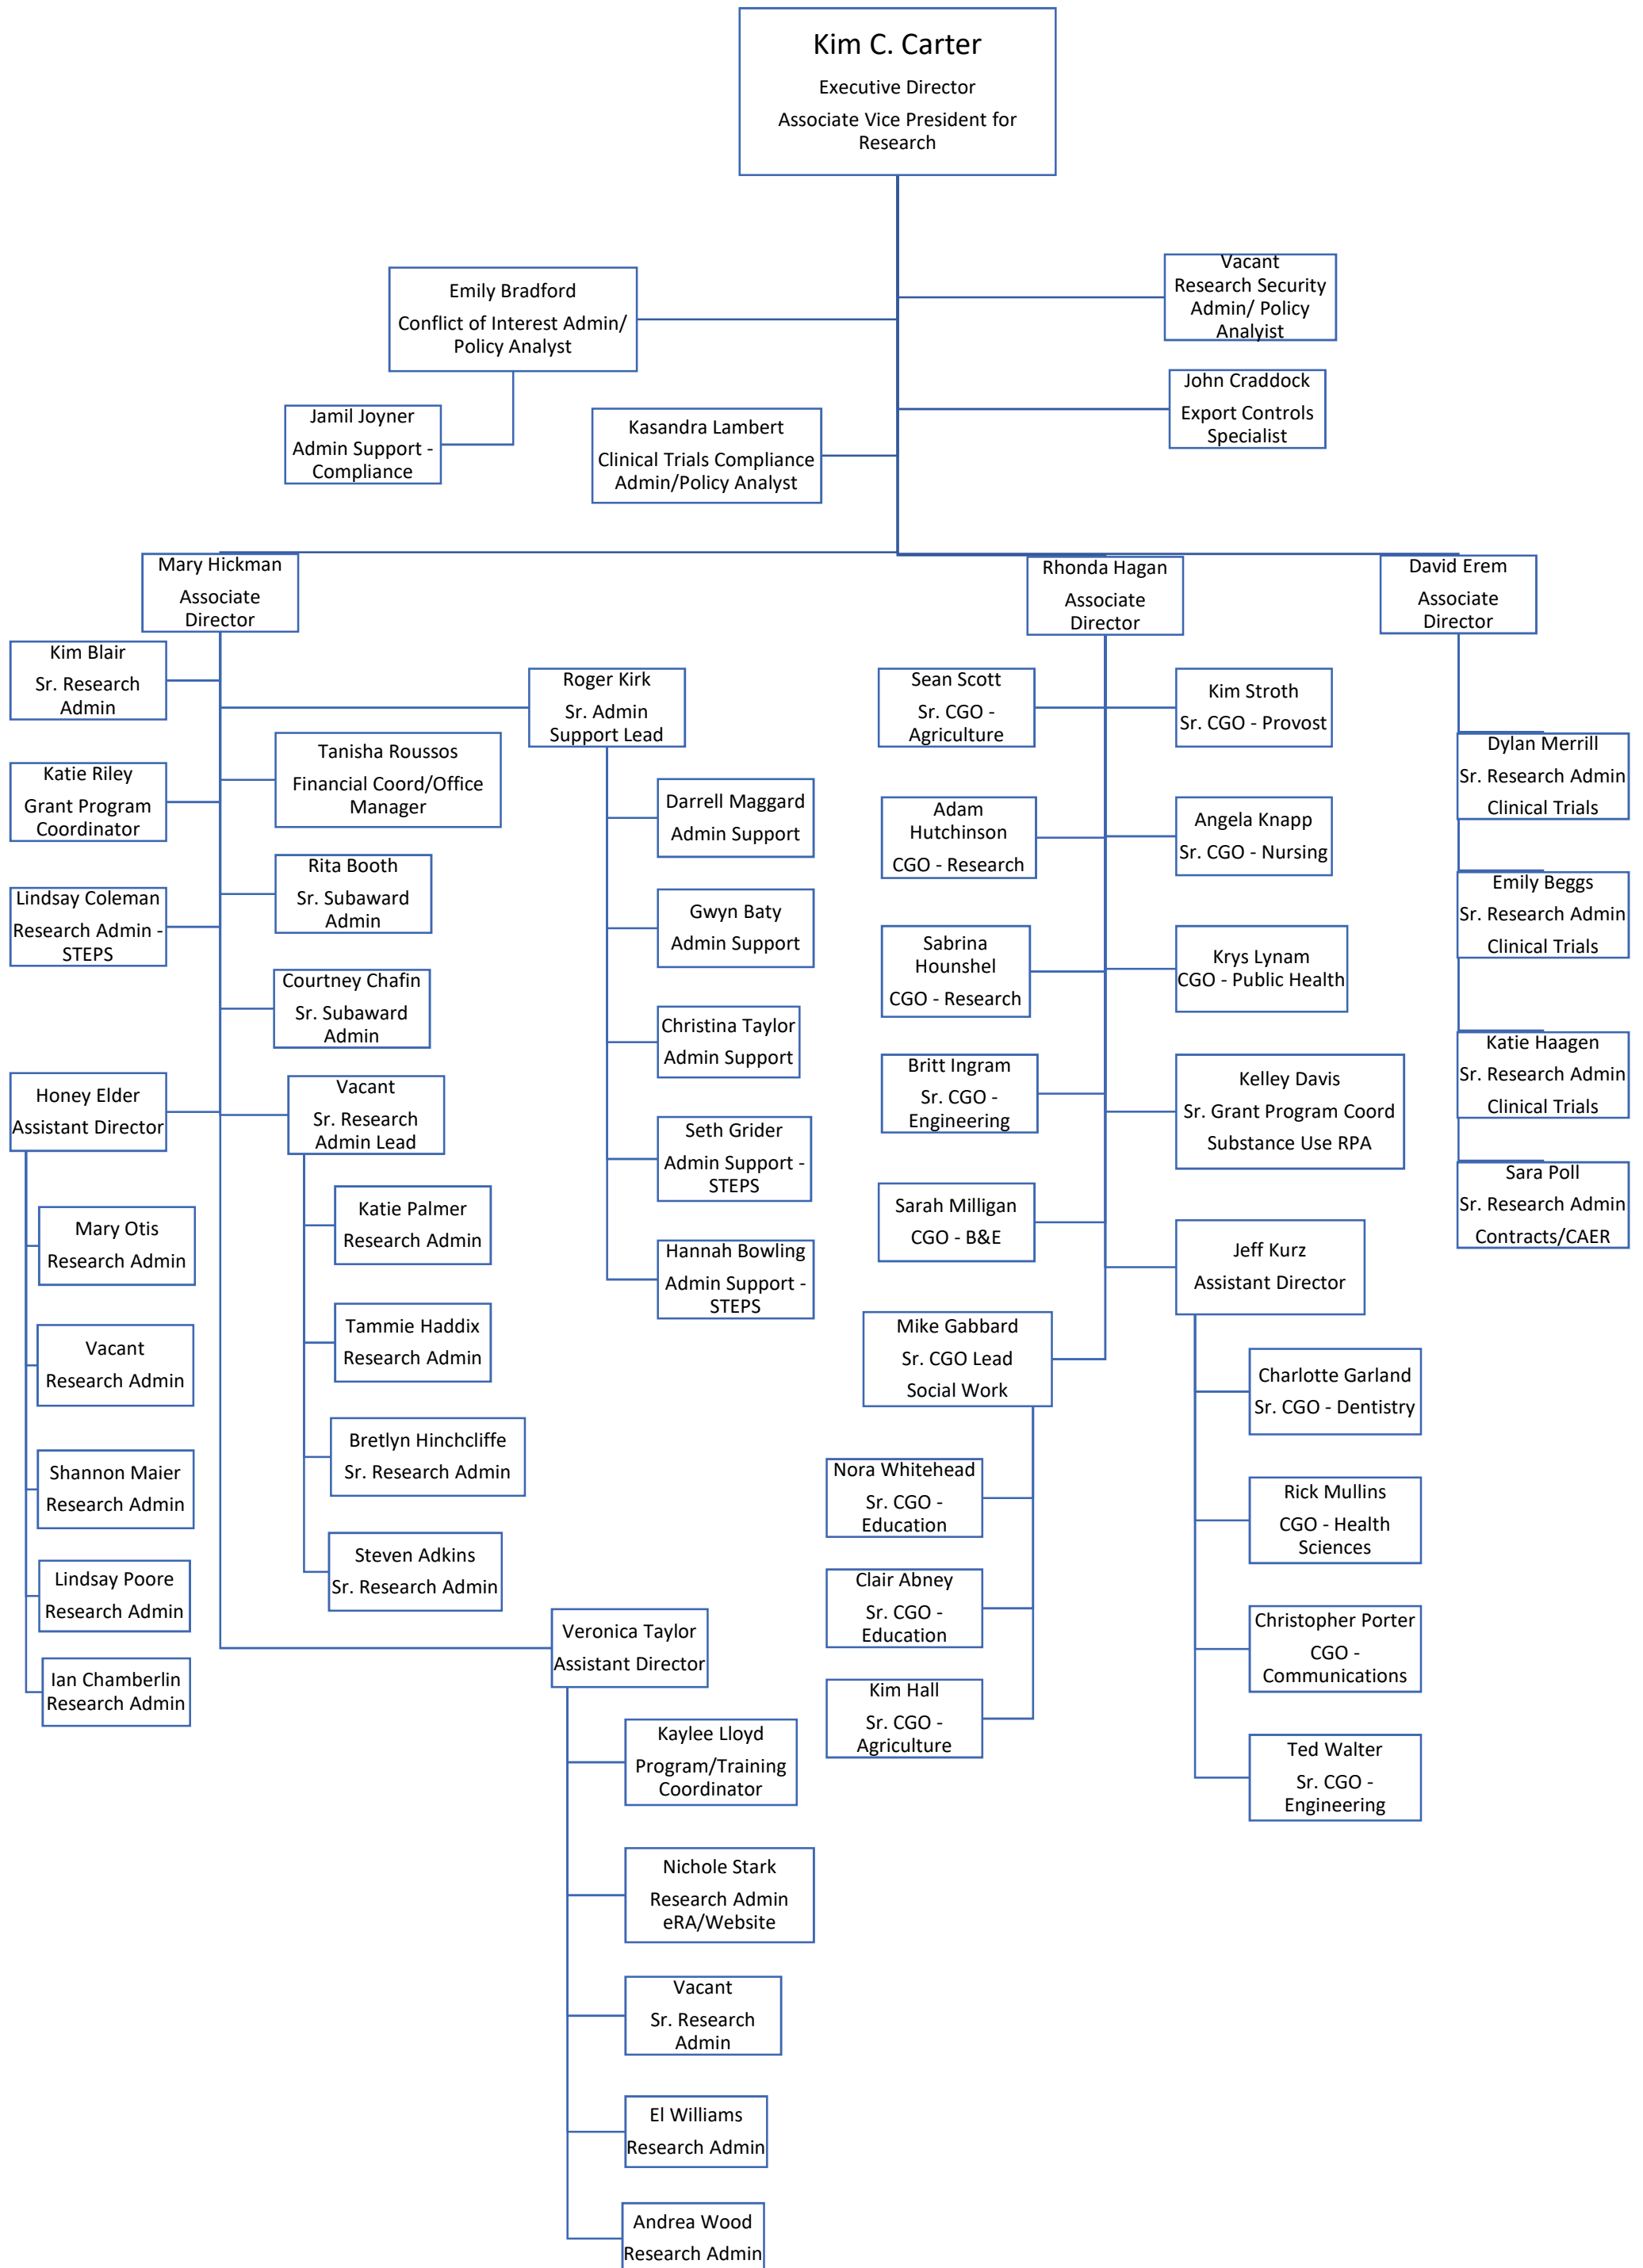 Kim C. Carter
Executive Director
Associate Vice President for
Research
Vacant
Research Security
Admin/ Policy
Analyist
Emily Bradford
Conflict of Interest Admin/
Policy Analyst
John Craddock
Export Controls
Specialist
Jamil Joyner
Admin Support -
Compliance
Kasandra Lambert
Clinical Trials Compliance
Admin/Policy Analyst
Mary Hickman
Associate
Director
Rhonda Hagan
Associate
Director
David Erem
Associate
Director
Kim Blair
Sr. Research
Admin
Katie Riley
Grant Program
Coordinator
Lindsay Coleman
Research Admin -
STEPS
Tanisha Roussos
Financial Coord/Office
Manager
Rita Booth
Sr. Subaward
Admin
Courtney Chafin
Sr. Subaward
Admin
Honey Elder
Assistant Director
Mary Otis
Research Admin
Vacant
Research Admin
Shannon Maier
Research Admin
Lindsay Poore
Research Admin
Ian Chamberlin
Research Admin
Vacant
Sr. Research
Admin Lead
Katie Palmer
Research Admin
Tammie Haddix
Research Admin
Bretlyn Hinchcliffe
Sr. Research Admin
Steven Adkins
Sr. Research Admin
Roger Kirk
Sr. Admin
Support Lead
Darrell Maggard
Admin Support
Gwyn Baty
Admin Support
Christina Taylor
Admin Support
Seth Grider
Admin Support -
STEPS
Hannah Bowling
Admin Support -
STEPS
Veronica Taylor
Assistant Director
Kaylee Lloyd
Program/Training
Coordinator
Nichole Stark
Research Admin
eRA/Website
Vacant
Sr. Research
Admin
El Williams
Research Admin
Andrea Wood
Research Admin
Sean Scott
Sr. CGO -
Agriculture
Adam
Hutchinson
CGO - Research
Sabrina
Hounshel
CGO - Research
Britt Ingram
Sr. CGO -
Engineering
Sarah Milligan
CGO - B&E
Mike Gabbard
Sr. CGO Lead
Social Work
Nora Whitehead
Sr. CGO -
Education
Clair Abney
Sr. CGO -
Education
Kim Hall
Sr. CGO -
Agriculture
Kim Stroth
Sr. CGO - Provost
Angela Knapp
Sr. CGO - Nursing
Krys Lynam
CGO - Public Health
Kelley Davis
Sr. Grant Program Coord
Substance Use RPA
Jeff Kurz
Assistant Director
Charlotte Garland
Sr. CGO - Dentistry
Rick Mullins
CGO - Health
Sciences
Christopher Porter
CGO -
Communications
Ted Walter
Sr. CGO -
Engineering
Dylan Merrill
Sr. Research Admin
Clinical Trials
Emily Beggs
Sr. Research Admin
Clinical Trials
Katie Haagen
Sr. Research Admin
Clinical Trials
Sara Poll
Sr. Research Admin
Contracts/CAER